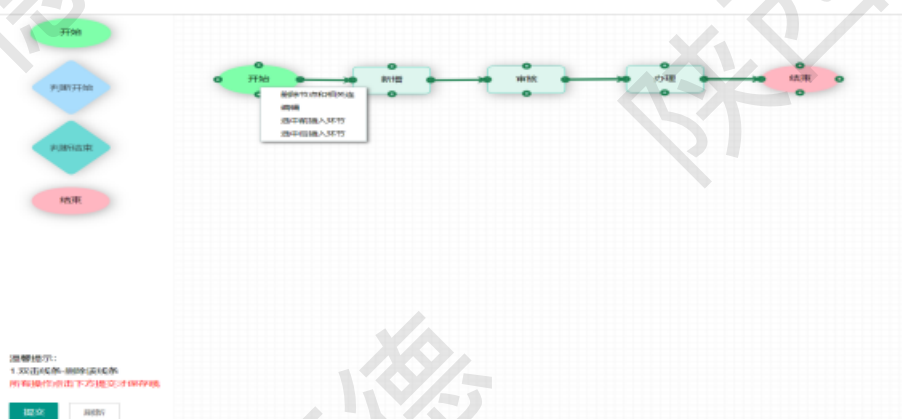 开始
判断开始
判断结束
结束
开始
新增
审核
办理
结束
删除节点和相关连
编辑
选中前插入环节
选中后插入环节
温馨提示:
1.双击线条-删除该线条
所有操作点击下方提交才保存哦
提交
刷新
德
陕西
德